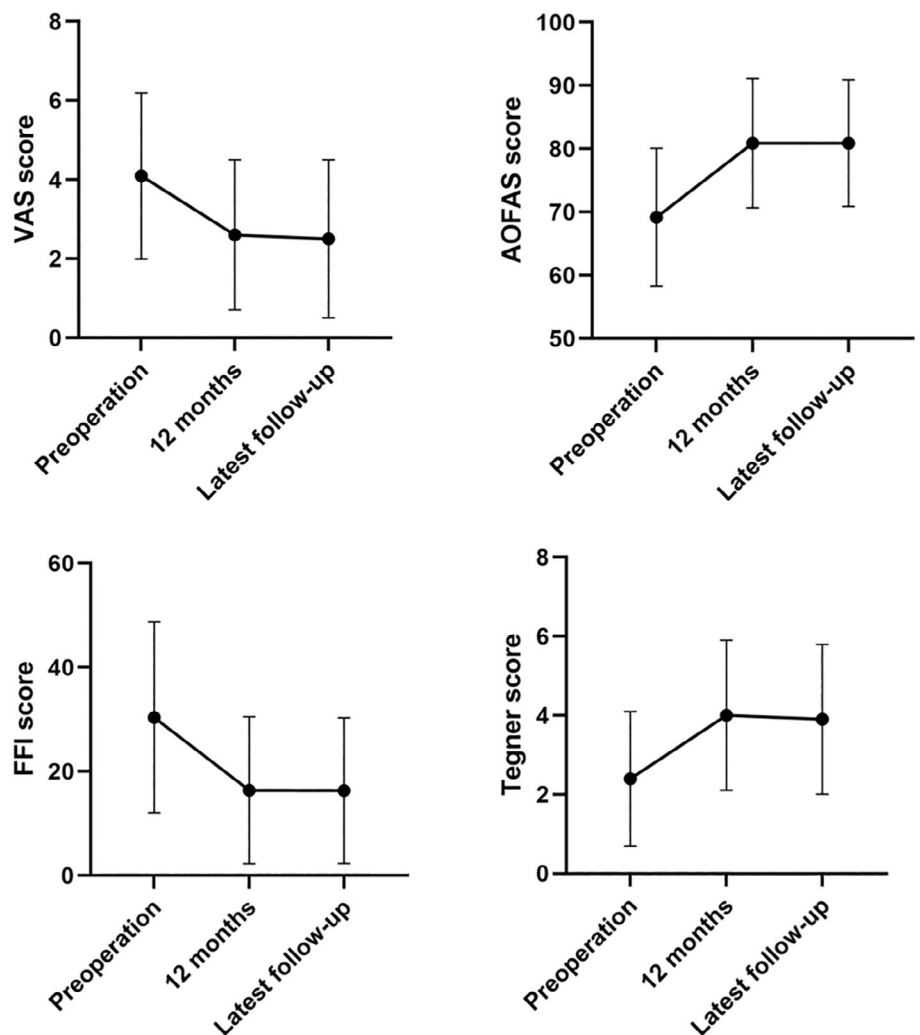 VAS score
8
6
4
2
0
Preoperation
12 months
Latest follow-up
AOFAS score
100
90
80
70
60
50
Preoperation
12 months
Latest follow-up
FFI score
60
40
20
0
Preoperation
12 months
Latest follow-up
Tegner score
8
6
4
2
0
Preoperation
12 months
Latest follow-up